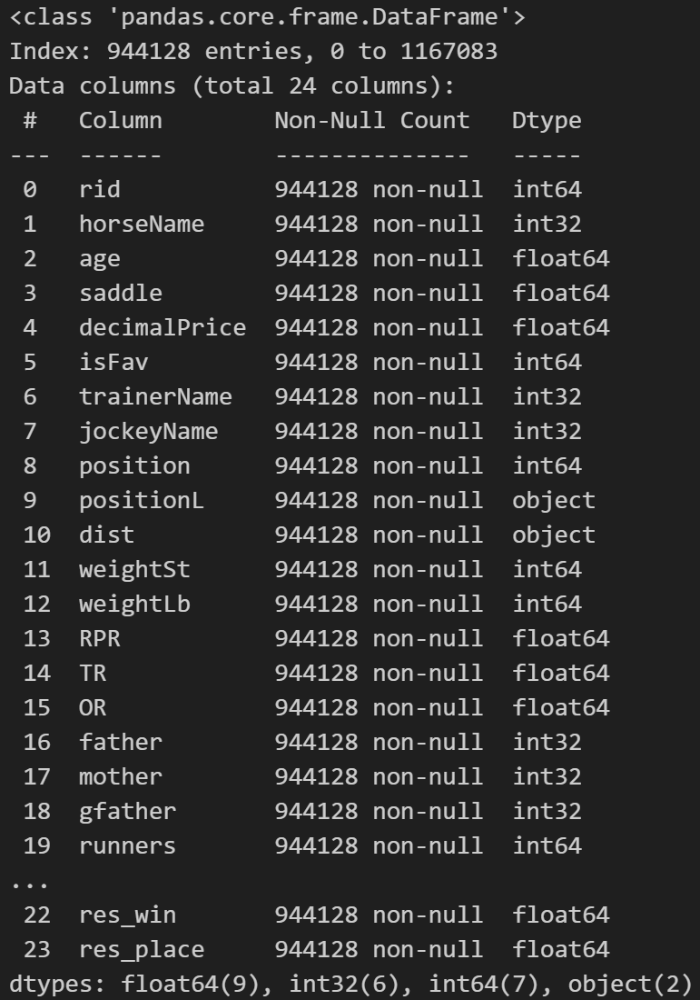 <class 'pandas.core.frame.DataFrame'>
Index: 944128 entries, 0 to 1167083
Data columns (total 24 columns):
 #   Column        Non-Null Count   Dtype
---  ------        --------------   -----
 0   rid           944128 non-null  int64
 1   horseName     944128 non-null  int32
 2   age           944128 non-null  float64
 3   saddle        944128 non-null  float64
 4   decimalPrice  944128 non-null  float64
 5   isFav         944128 non-null  int64
 6   trainerName   944128 non-null  int32
 7   jockeyName    944128 non-null  int32
 8   position      944128 non-null  int64
 9   positionL     944128 non-null  object
 10  dist          944128 non-null  object
 11  weightSt      944128 non-null  int64
 12  weightLb      944128 non-null  int64
 13  RPR           944128 non-null  float64
 14  TR            944128 non-null  float64
 15  OR            944128 non-null  float64
 16  father        944128 non-null  int32
 17  mother        944128 non-null  int32
 18  gfather       944128 non-null  int32
 19  runners       944128 non-null  int64
...
 22  res_win       944128 non-null  float64
 23  res_place     944128 non-null  float64
dtypes: float64(9), int32(6), int64(7), object(2)